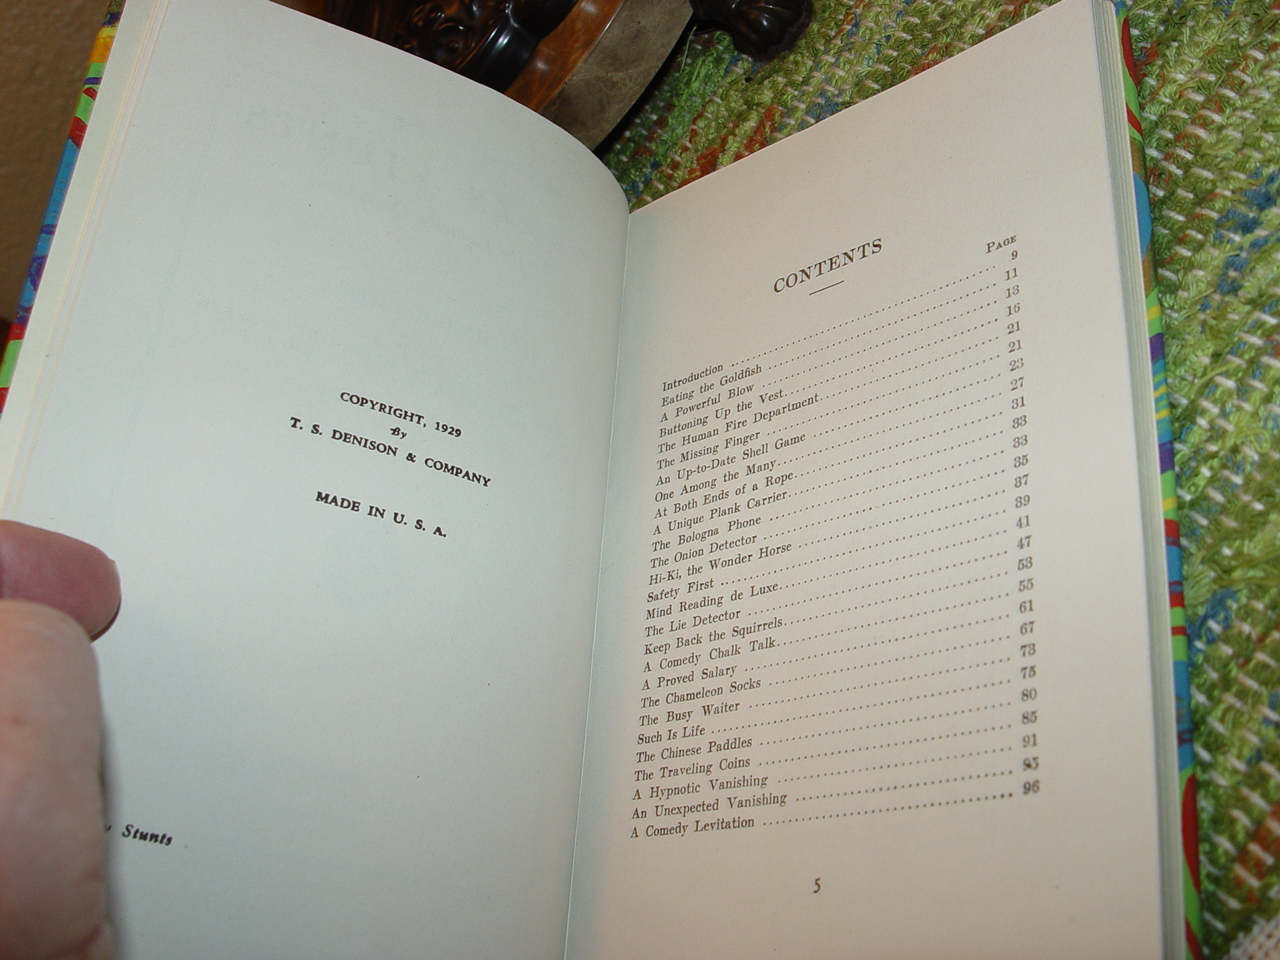 COPYRIGHT, 1929
By
T. S. DENISON & COMPANY
MADE IN U. S. A.
Stunts
CONTENTS
PAGE
Introduction 9
Eating the Goldfish 11
A Powerful Blow 13
Buttoning Up the Vest 16
The Human Fire Department 21
The Missing Finger 21
An Up-to-Date Shell Game 23
One Among the Many 27
At Both Ends of a Rope 31
A Unique Plank Carrier 33
The Bologna Phone 33
The Onion Detector 35
Hi-Ki, the Wonder Horse 37
Safety First 39
Mind Reading de Luxe 41
The Lie Detector 47
Keep Back the Squirrels 53
A Comedy Chalk Talk 55
A Proved Salary 61
The Chameleon Socks 67
The Busy Waiter 73
Such Is Life 75
The Chinese Paddles 80
The Traveling Coins 85
A Hypnotic Vanishing 91
An Unexpected Vanishing 95
A Comedy Levitation 96
5